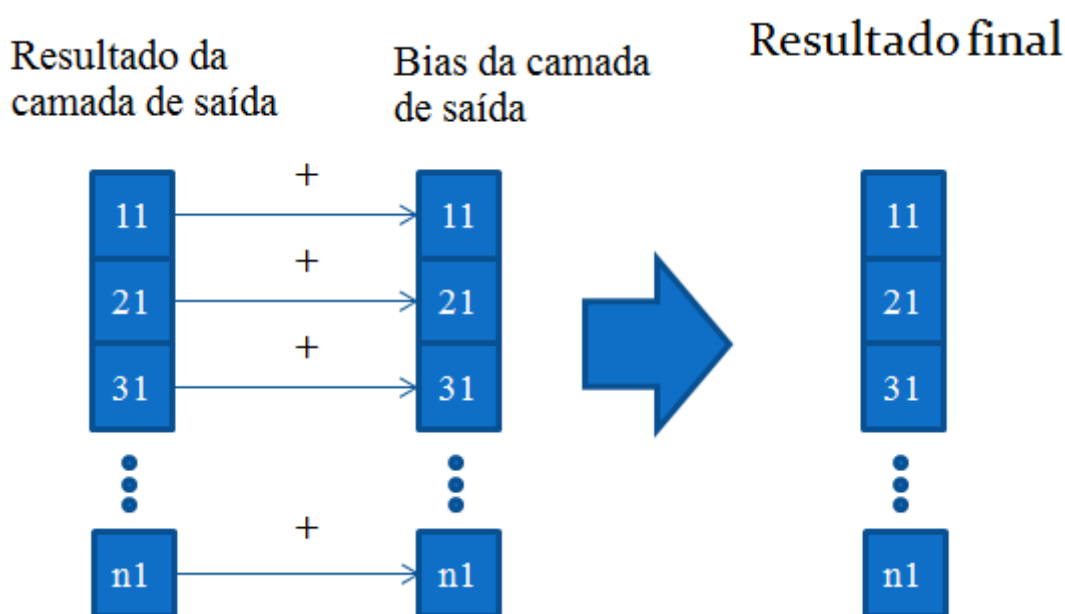 Resultado da
camada de saída
Bias da camada
de saída
Resultado final
+
11
11
11
+
21
21
21
+
31
31
31
+
n1
n1
n1